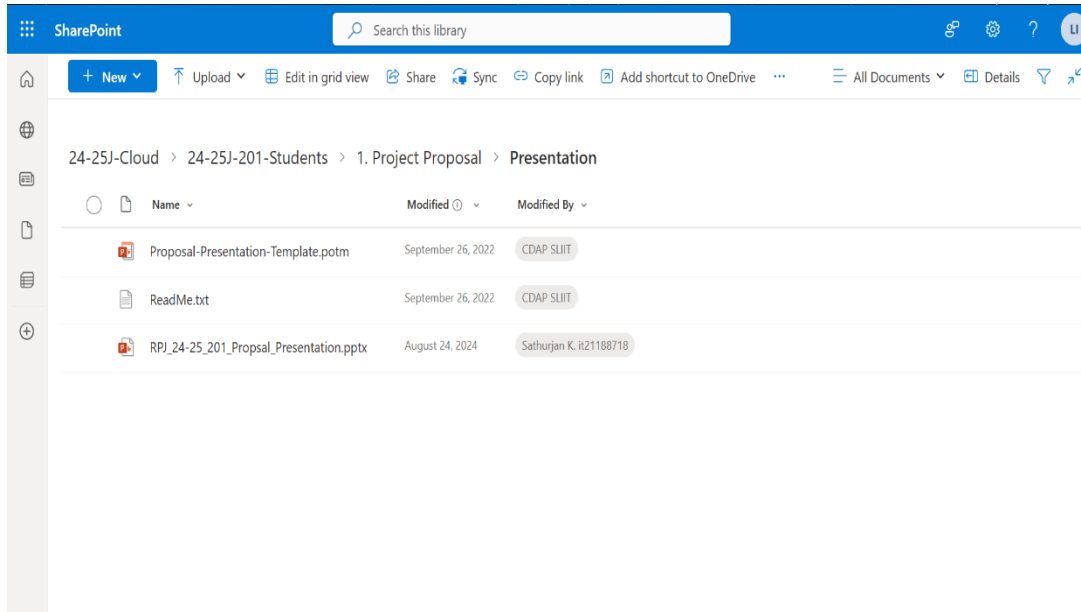 SharePoint Search this library ? LI
+ New Upload Edit in grid view Share Sync Copy link Add shortcut to OneDrive ... All Documents Details
24-25J-Cloud > 24-25J-201-Students > 1. Project Proposal > Presentation
Name Modified Modified By
Proposal-Presentation-Template.potm September 26, 2022 CDAP SLIIT
ReadMe.txt September 26, 2022 CDAP SLIIT
RPJ_24-25_201_Propsal_Presentation.pptx August 24, 2024 Sathurjan K. it21188718